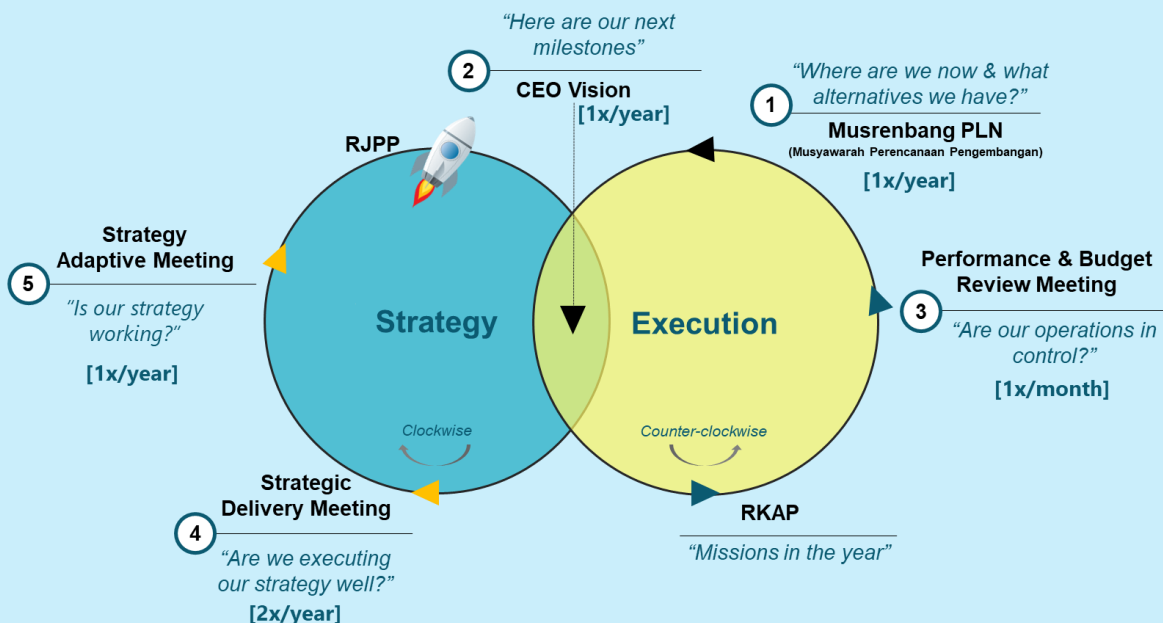 “Here are our next
milestones”
2
CEO Vision
[1x/year]
“Where are we now & what
alternatives we have?”
1
Musrenbang PLN
(Musyawarah Perencanaan Pengembangan)
[1x/year]
RJPP
Strategy
Adaptive Meeting
5
“Is our strategy
working?”
[1x/year]
Performance & Budget
Review Meeting
3
“Are our operations in
control?”
[1x/month]
Strategy
Execution
Clockwise
Counter-clockwise
Strategic
Delivery Meeting
4
“Are we executing
our strategy well?”
[2x/year]
RKAP
“Missions in the year”